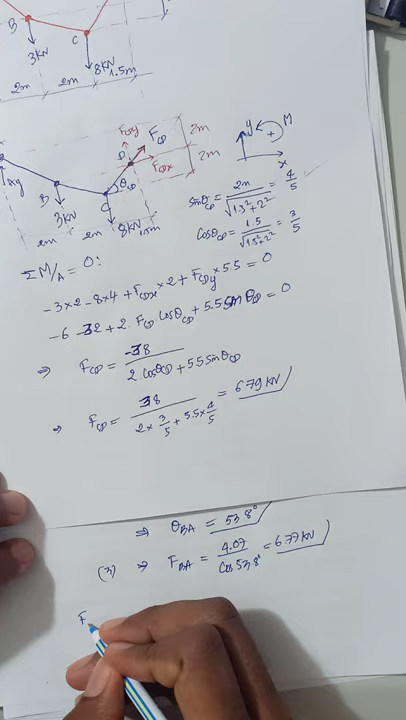 B
C
3KN
8KN
1.5m
2m
2m
FCDy
FCD
D
FCDx
2m
2m
y
M
+
x
Ay
B
θCD
C
3KN
8KN
1.5m
2m
2m
sinθCD = 2m / √1.5²+2² = 4/5
cosθCD = 1.5 / √1.5²+2² = 3/5
ΣM/A = 0:
-3×2 -8×4 + FCDx×2 + FCDy×5.5 = 0
-6 -32 + 2. FCD cosθCD + 5.5 sinθCD = 0
⇒ FCD = -38 / 2 cosθCD + 5.5 sinθCD
⇒ FCD = 38 / 2×3/5 + 5.5×4/5 = 6.79 KN
⇒ θBA = 53.8°
(3) ⇒ FBA = 4.07 / cos 53.8° = 6.77 KN
F